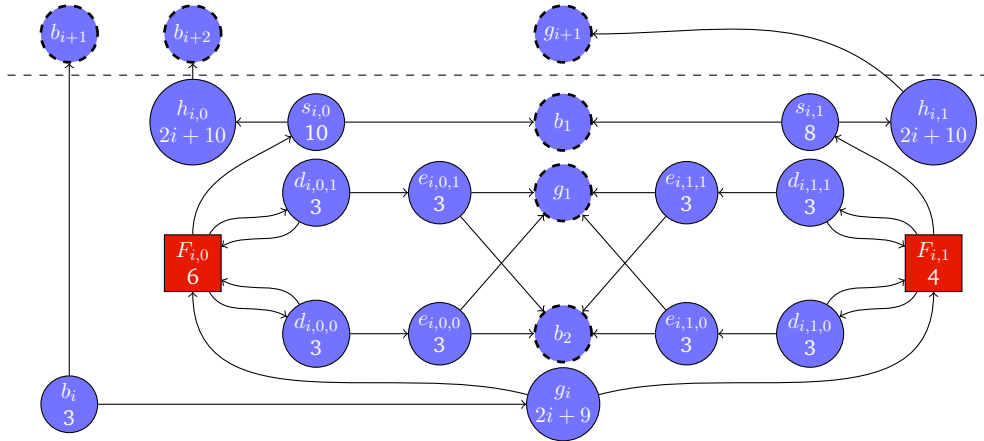 b_{i+1}
b_{i+2}
g_{i+1}
h_{i,0}
2i + 10
s_{i,0}
10
b_1
s_{i,1}
8
h_{i,1}
2i + 10
d_{i,0,1}
3
e_{i,0,1}
3
g_1
e_{i,1,1}
3
d_{i,1,1}
3
F_{i,0}
6
F_{i,1}
4
d_{i,0,0}
3
e_{i,0,0}
3
b_2
e_{i,1,0}
3
d_{i,1,0}
3
b_i
3
g_i
2i + 9